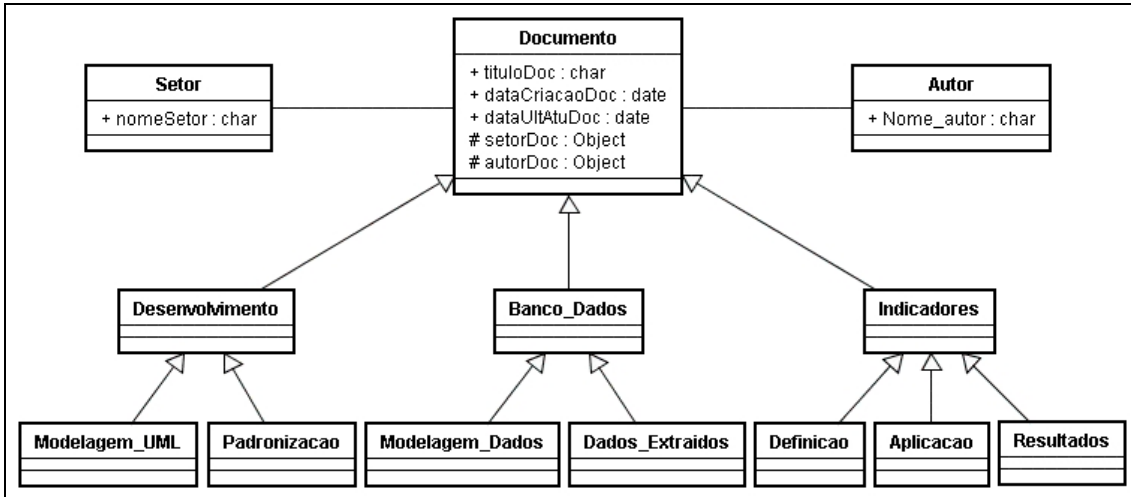 Documento
+ tituloDoc : char
+ dataCriacaoDoc : date
+ dataUltAtuDoc : date
# setorDoc : Object
# autorDoc : Object
Setor
+ nomeSetor : char
Autor
+ Nome_autor : char
Desenvolvimento
Banco_Dados
Indicadores
Modelagem_UML
Padronizacao
Modelagem_Dados
Dados_Extraidos
Definicao
Aplicacao
Resultados